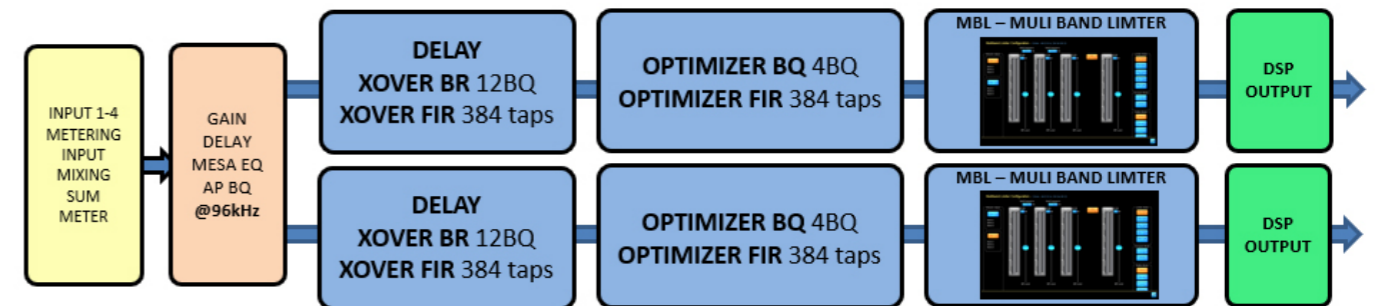 INPUT 1-4
METERING
INPUT
MIXING
SUM
METER
GAIN
DELAY
MESA EQ
AP BQ
@96kHz
DELAY
XOVER BR 12BQ
XOVER FIR 384 taps
OPTIMIZER BQ 4BQ
OPTIMIZER FIR 384 taps
MBL – MULI BAND LIMTER
DSP
OUTPUT
DELAY
XOVER BR 12BQ
XOVER FIR 384 taps
OPTIMIZER BQ 4BQ
OPTIMIZER FIR 384 taps
MBL – MULI BAND LIMTER
DSP
OUTPUT